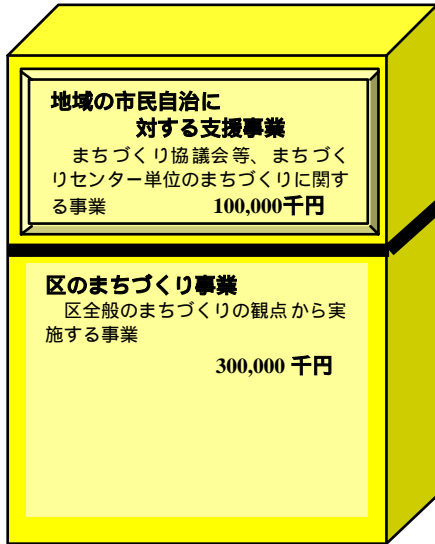 地域の市民自治に
対する支援事業
まちづくり協議会等、まちづく
りセンター単位のまちづくりに関す
る事業 100,000千円
区のまちづくり事業
区全般のまちづくりの観点から実
施する事業
300,000 千円